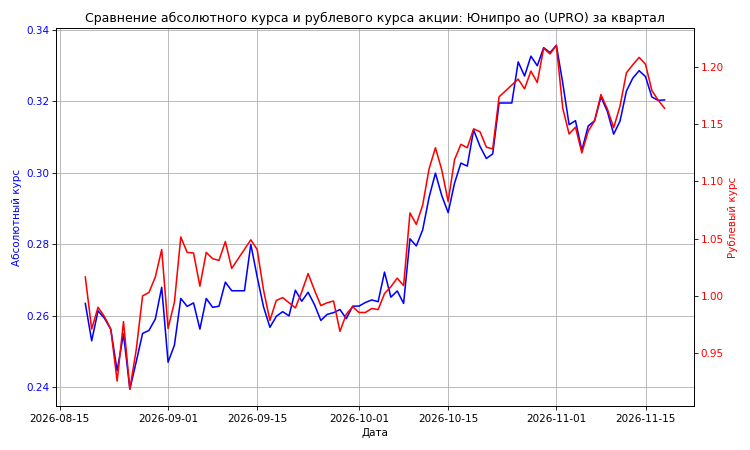 Сравнение абсолютного курса и рублевого курса акции: Юнипро ао (UPRO) за квартал
Абсолютный курс
0.34
0.32
0.30
0.28
0.26
0.24
1.20
1.15
1.10
1.05
1.00
0.95
Рублевый курс
2026-08-15 2026-09-01 2026-09-15 2026-10-01 2026-10-15 2026-11-01 2026-11-15
Дата